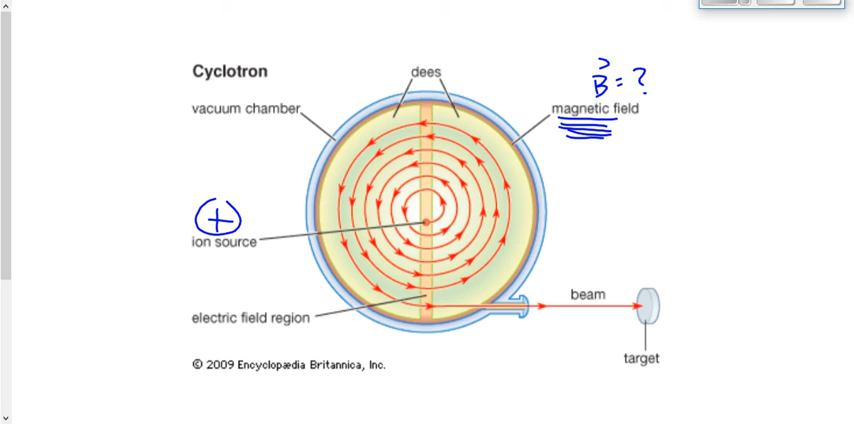 Cyclotron
dees
B = ?
vacuum chamber
magnetic field
+
ion source
beam
electric field region
target
© 2009 Encyclopædia Britannica, Inc.